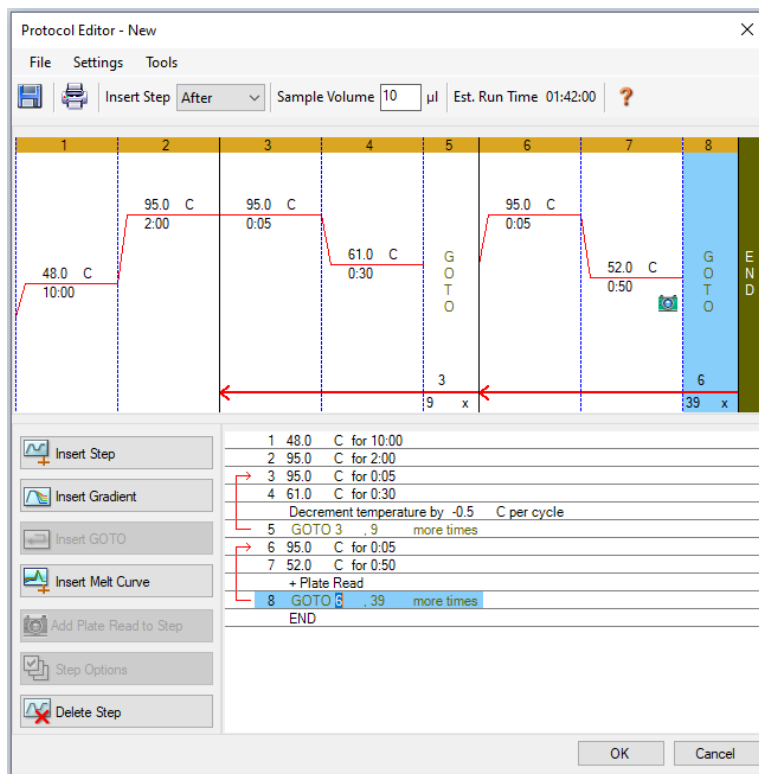 Protocol Editor - New
File Settings Tools
Insert Step After Sample Volume 10 µl Est. Run Time 01:42:00 ?
1 2 3 4 5 6 7 8
48.0 C
10:00
95.0 C
2:00
95.0 C
0:05
61.0 C
0:30
G
O
T
O
3
9 x
95.0 C
0:05
52.0 C
0:50
G
O
T
O
6
39 x
E
N
D
Insert Step
Insert Gradient
Insert GOTO
Insert Melt Curve
Add Plate Read to Step
Step Options
Delete Step
1 48.0 C for 10:00
2 95.0 C for 2:00
3 95.0 C for 0:05
4 61.0 C for 0:30
Decrement temperature by -0.5 C per cycle
5 GOTO 3 , 9 more times
6 95.0 C for 0:05
7 52.0 C for 0:50
+ Plate Read
8 GOTO 6 , 39 more times
END
OK Cancel